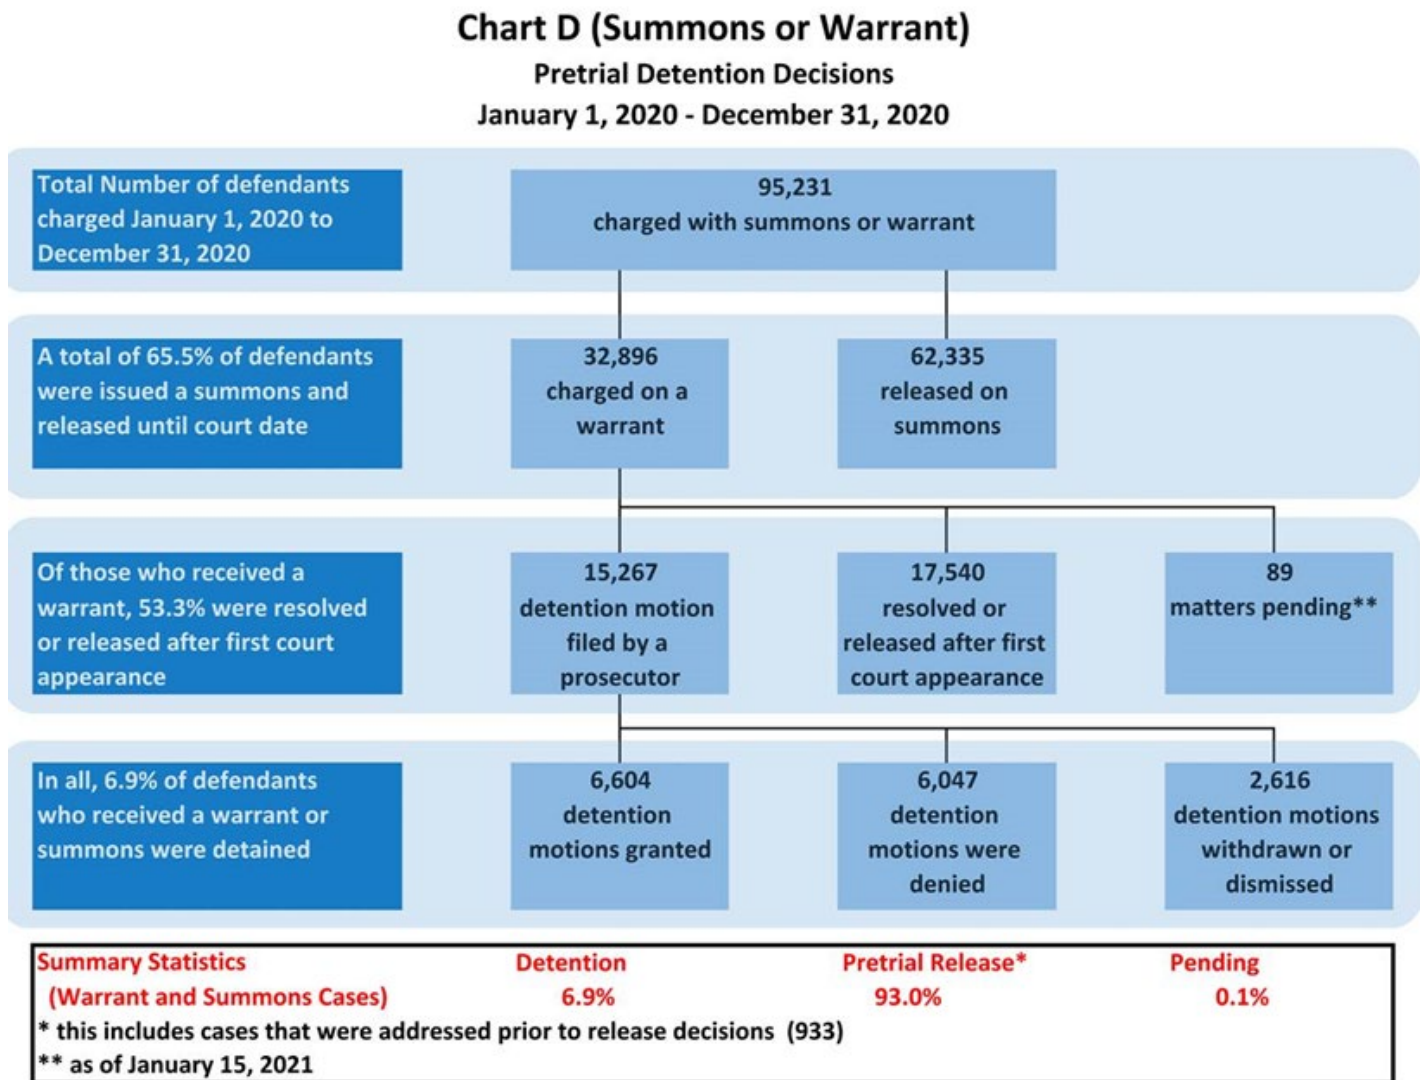 Chart D (Summons or Warrant)
Pretrial Detention Decisions
January 1, 2020 - December 31, 2020
Total Number of defendants
charged January 1, 2020 to
December 31, 2020
95,231
charged with summons or warrant
A total of 65.5% of defendants
were issued a summons and
released until court date
32,896
charged on a
warrant
62,335
released on
summons
Of those who received a
warrant, 53.3% were resolved
or released after first court
appearance
15,267
detention motion
filed by a
prosecutor
17,540
resolved or
released after first
court appearance
89
matters pending**
In all, 6.9% of defendants
who received a warrant or
summons were detained
6,604
detention
motions granted
6,047
detention
motions were
denied
2,616
detention motions
withdrawn or
dismissed
Summary Statistics Detention Pretrial Release* Pending
(Warrant and Summons Cases) 6.9% 93.0% 0.1%
* this includes cases that were addressed prior to release decisions (933)
** as of January 15, 2021